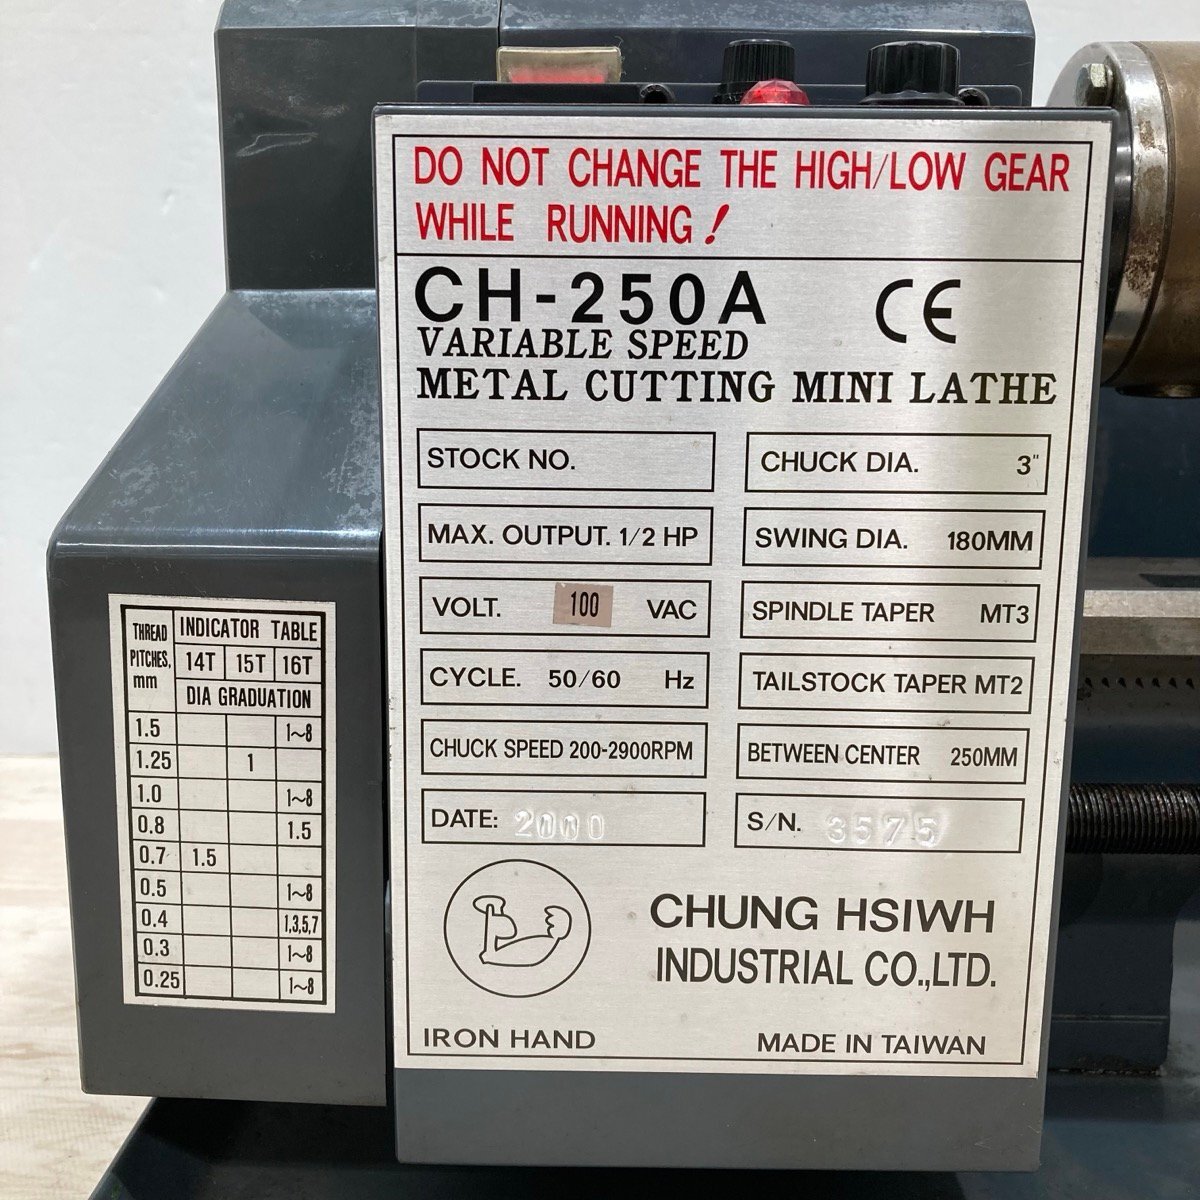 DO NOT CHANGE THE HIGH/LOW GEAR
WHILE RUNNING!
CH-250A
CE
VARIABLE SPEED
METAL CUTTING MINI LATHE
STOCK NO.
CHUCK DIA. 3"
MAX. OUTPUT. 1/2 HP
SWING DIA. 180MM
VOLT. 100 VAC
SPINDLE TAPER MT3
CYCLE. 50/60 Hz
TAILSTOCK TAPER MT2
CHUCK SPEED 200-2900RPM
BETWEEN CENTER 250MM
DATE: 2000
S/N. 3575
CHUNG HSIWH
INDUSTRIAL CO.,LTD.
IRON HAND
MADE IN TAIWAN
THREAD PITCHES, mm
INDICATOR TABLE
14T 15T 16T
DIA GRADUATION
1.5 1~8
1.25 1
1.0 1~8
0.8 1.5
0.7 1.5
0.5 1~8
0.4 1,3,5,7
0.3 1~8
0.25 1~8